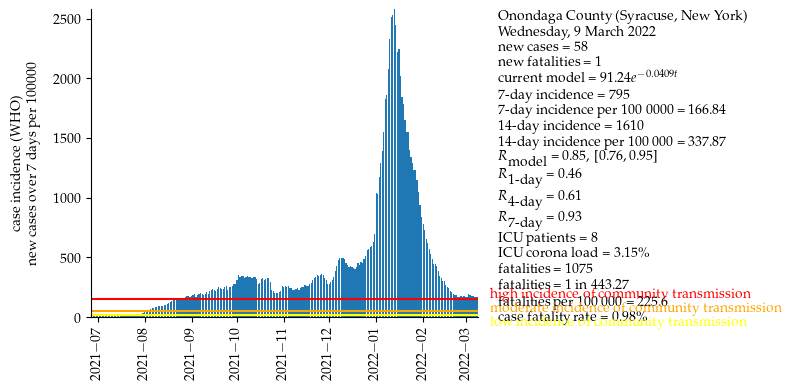 case incidence (WHO)
new cases over 7 days per 100000
2500
2000
1500
1000
500
0
2021−07
2021−08
2021−09
2021−10
2021−11
2021−12
2022−01
2022−02
2022−03
Onondaga County (Syracuse, New York)
Wednesday, 9 March 2022
new cases = 58
new fatalities = 1
current model = 91.24e^{−0.0409t}
7-day incidence = 795
7-day incidence per 100 0000 = 166.84
14-day incidence = 1610
14-day incidence per 100 000 = 337.87
R_model = 0.85, [0.76, 0.95]
R_1-day = 0.46
R_4-day = 0.61
R_7-day = 0.93
ICU patients = 8
ICU corona load = 3.15%
fatalities = 1075
fatalities = 1 in 443.27
high incidence of community transmission
fatalities per 100 000 = 225.6
moderate incidence of community transmission
case fatality rate = 0.98%
low incidence of community transmission